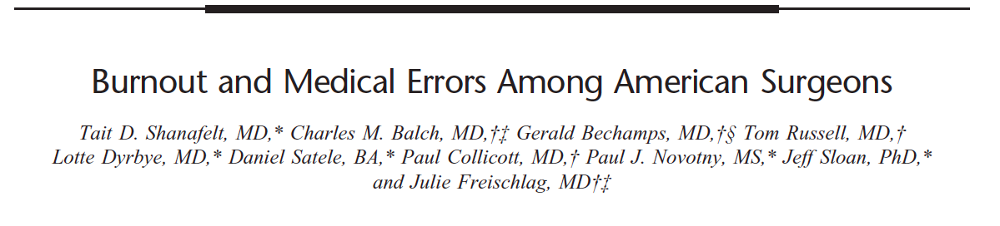 Burnout and Medical Errors Among American Surgeons
Tait D. Shanafelt, MD,* Charles M. Balch, MD,†‡ Gerald Bechamps, MD,†§ Tom Russell, MD,†
Lotte Dyrbye, MD,* Daniel Satele, BA,* Paul Collicott, MD,† Paul J. Novotny, MS,* Jeff Sloan, PhD,*
and Julie Freischlag, MD†‡